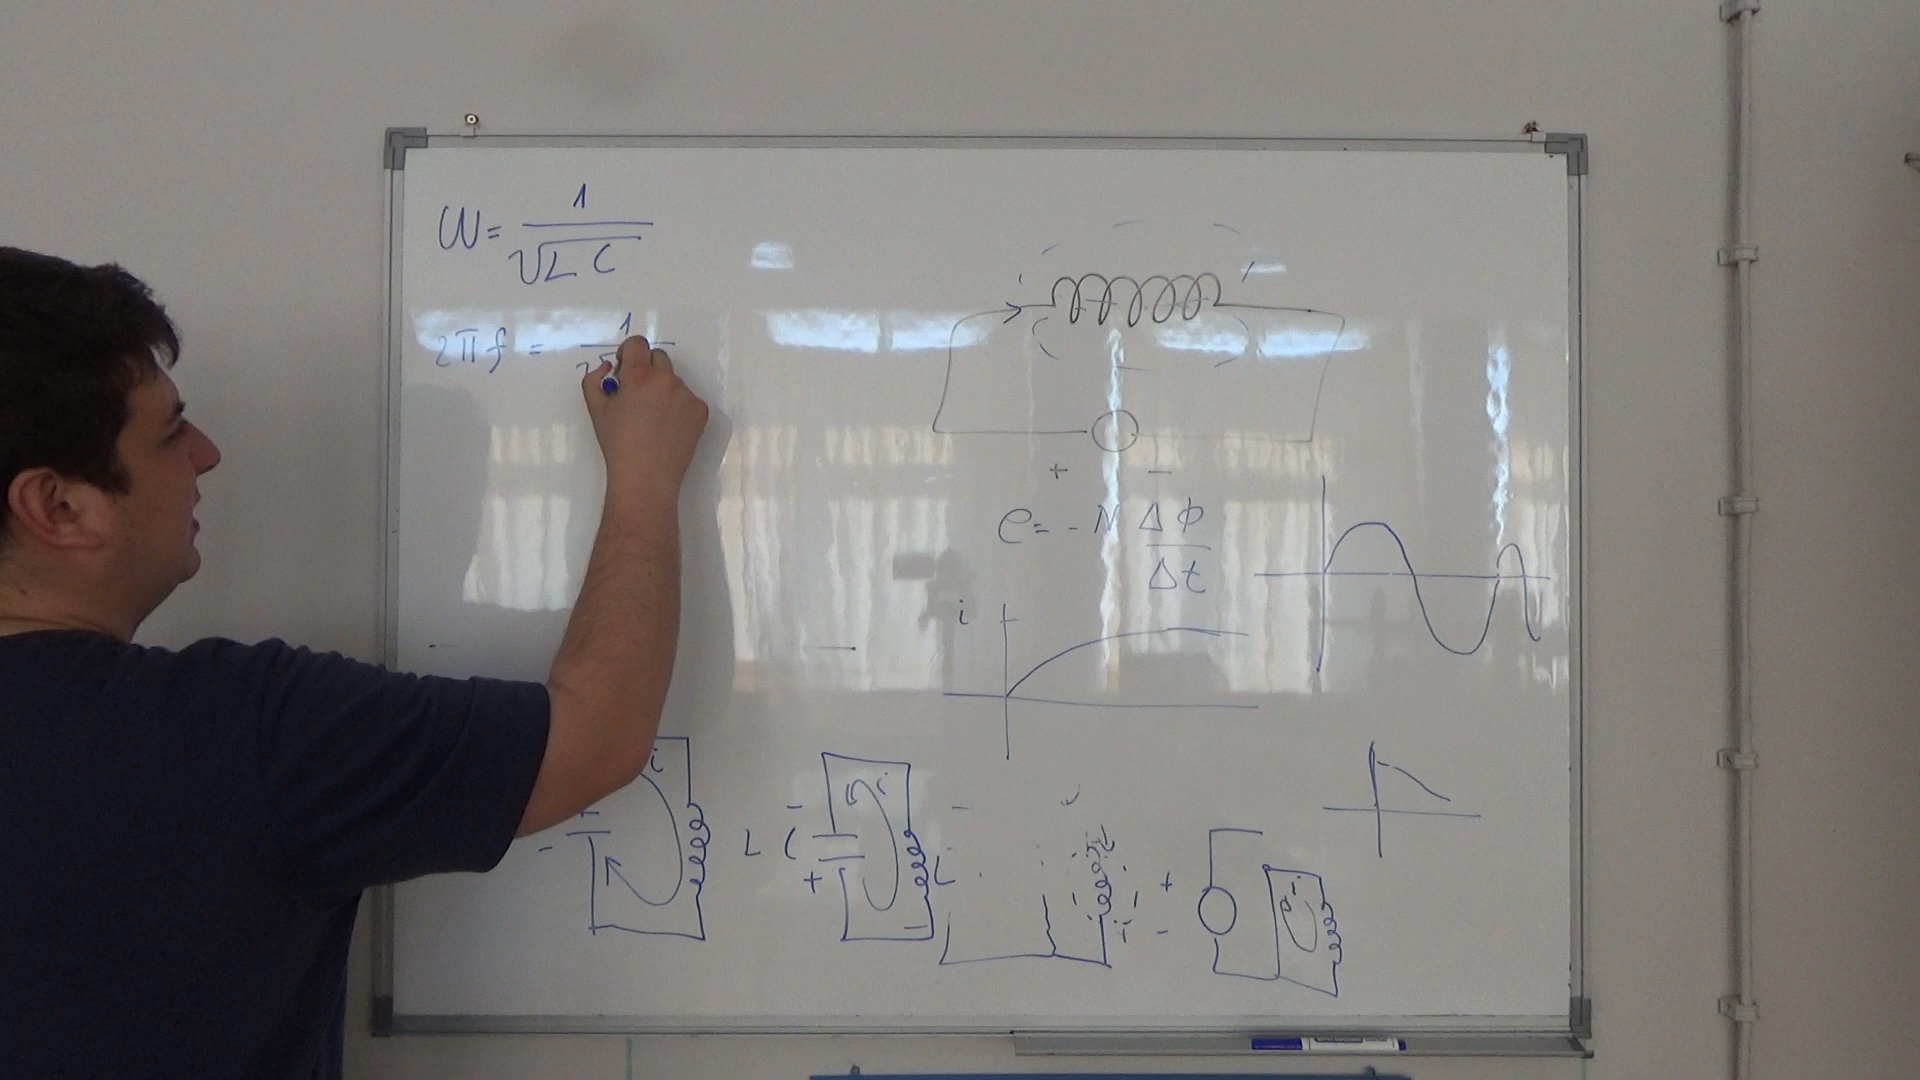 ω = 1/√LC
2πf = 1/√
+ −
e = - N Δϕ/Δt
i
i
i
−
−
L C
+
L
i
+
−
i